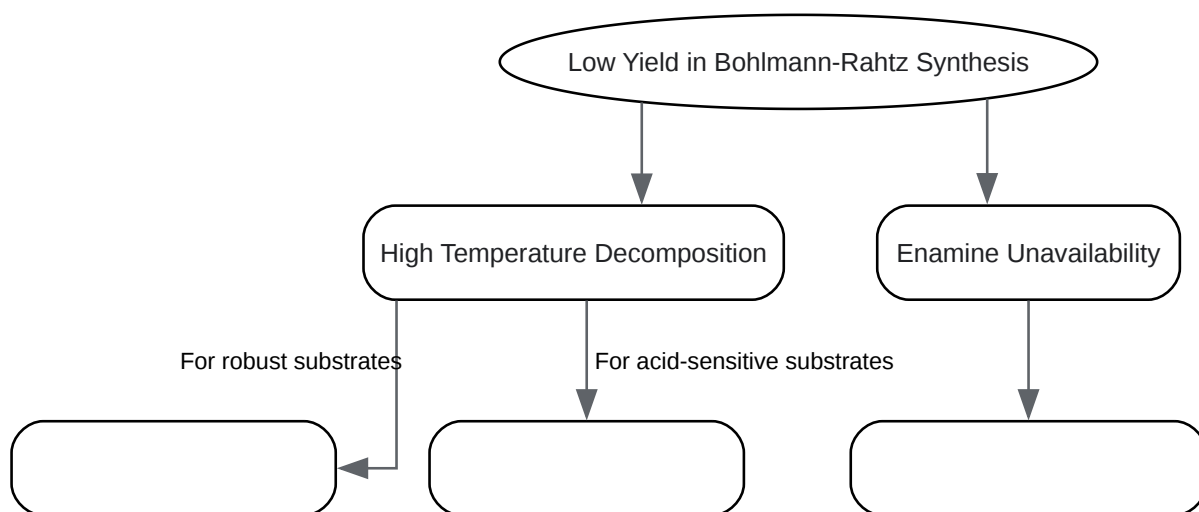 Low Yield in Bohlmann-Rahtz Synthesis
High Temperature Decomposition
Enamine Unavailability
For robust substrates
For acid-sensitive substrates